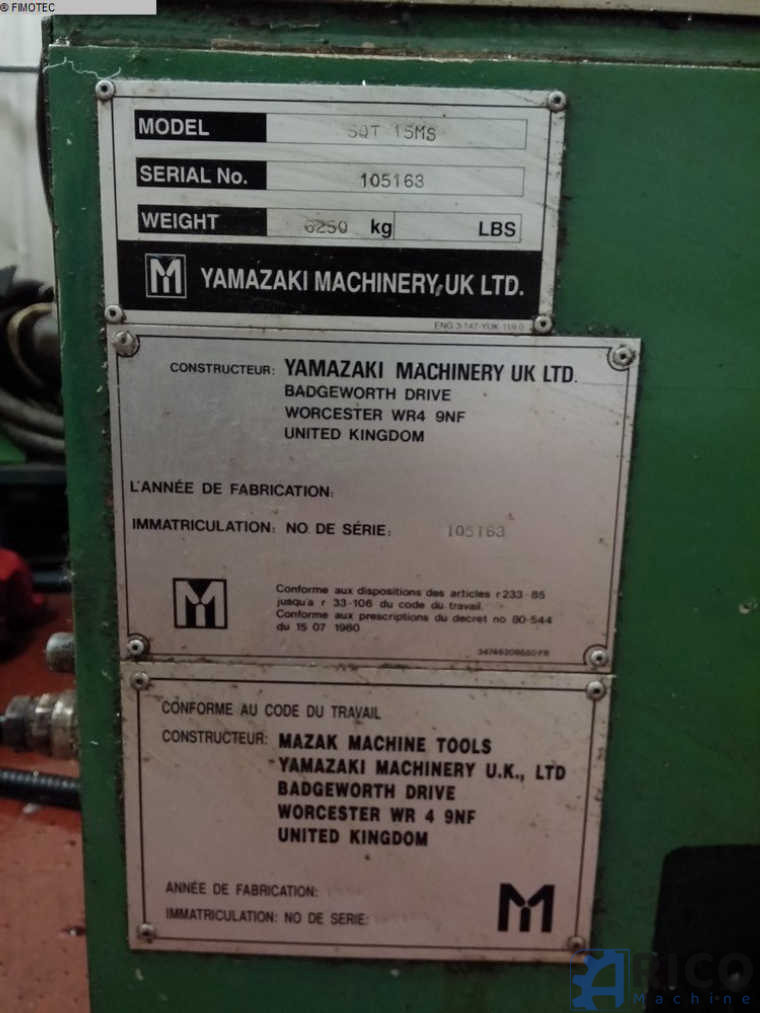 ® FIMOTEC
MODEL SQT 15MS
SERIAL No. 105163
WEIGHT 6250 kg LBS
YAMAZAKI MACHINERY UK LTD.
CONSTRUCTEUR: YAMAZAKI MACHINERY UK LTD.
BADGEWORTH DRIVE
WORCESTER WR4 9NF
UNITED KINGDOM
L'ANNÉE DE FABRICATION:
IMMATRICULATION: NO. DE SÉRIE: 105163
Conforme aux dispositions des articles r 233-85
jusqu'a r 33-106 du code du travail.
Conforme aux prescriptions du decret no 80-544
du 15 07 1980
CONFORME AU CODE DU TRAVAIL
CONSTRUCTEUR: MAZAK MACHINE TOOLS
YAMAZAKI MACHINERY U.K., LTD
BADGEWORTH DRIVE
WORCESTER WR 4 9NF
UNITED KINGDOM
ANNÉE DE FABRICATION:
IMMATRICULATION: NO DE SERIE:
ARICO
Machine